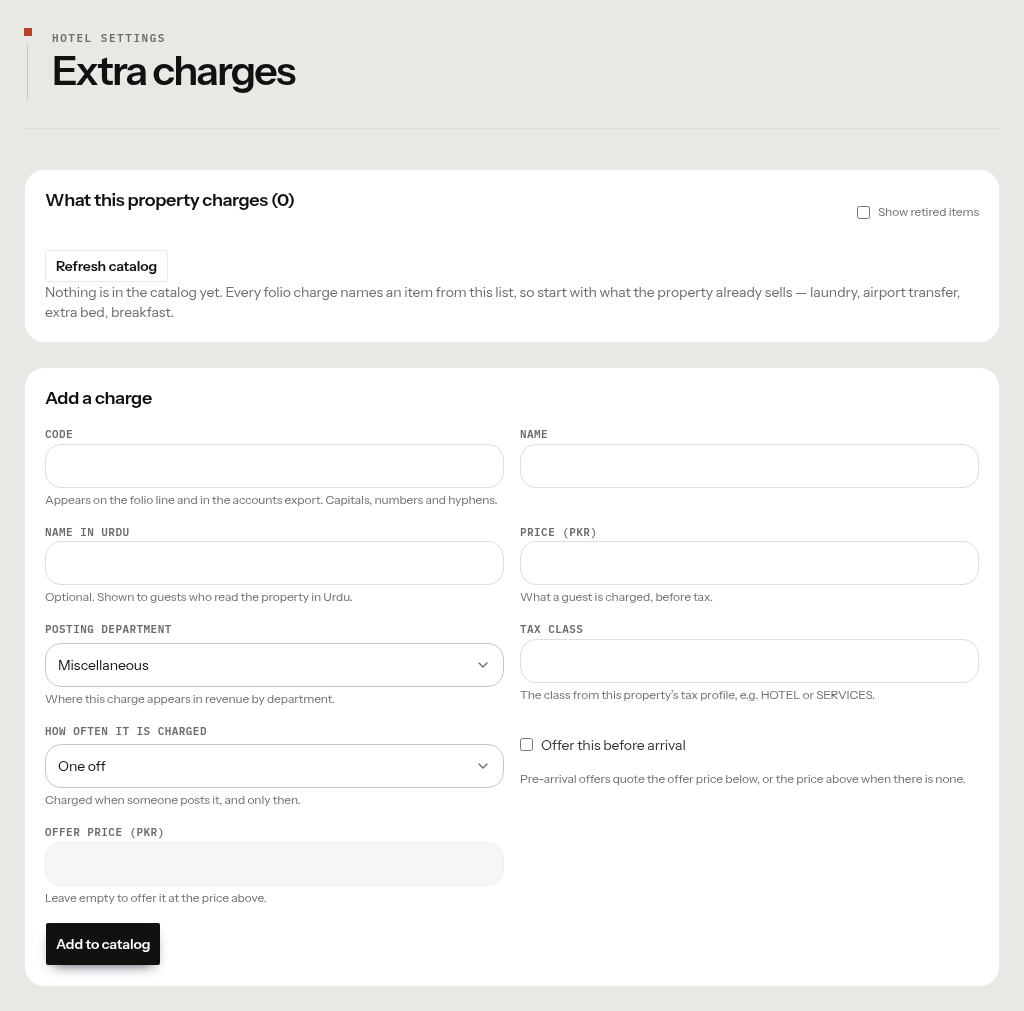 HOTEL SETTINGS
Extra charges
What this property charges (0)
Show retired items
Refresh catalog
Nothing is in the catalog yet. Every folio charge names an item from this list, so start with what the property already sells — laundry, airport transfer,
extra bed, breakfast.
Add a charge
CODE
NAME
Appears on the folio line and in the accounts export. Capitals, numbers and hyphens.
NAME IN URDU
PRICE (PKR)
Optional. Shown to guests who read the property in Urdu.
What a guest is charged, before tax.
POSTING DEPARTMENT
TAX CLASS
Miscellaneous
Where this charge appears in revenue by department.
The class from this property's tax profile, e.g. HOTEL or SERVICES.
HOW OFTEN IT IS CHARGED
One off
Offer this before arrival
Charged when someone posts it, and only then.
Pre-arrival offers quote the offer price below, or the price above when there is none.
OFFER PRICE (PKR)
Leave empty to offer it at the price above.
Add to catalog